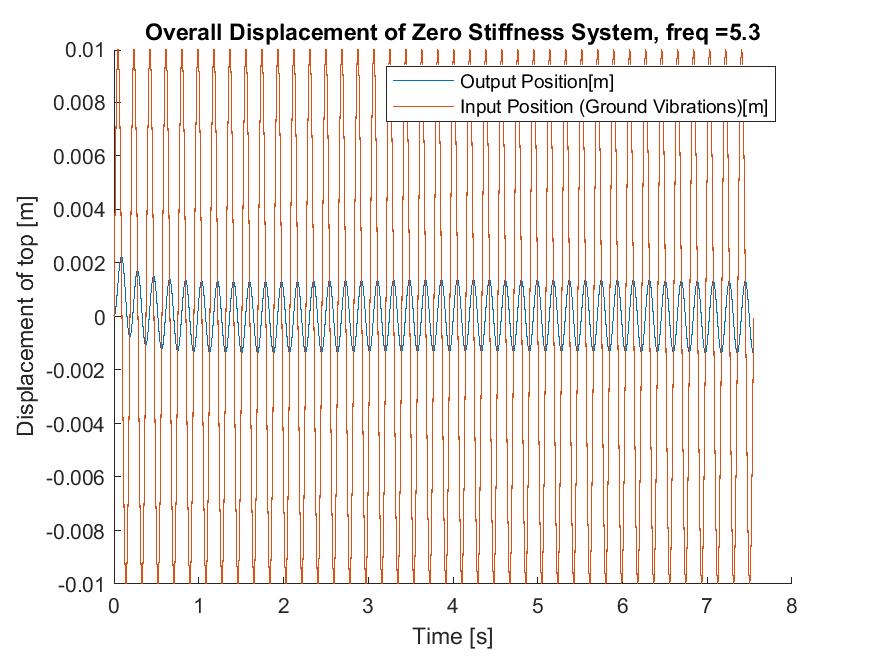 Overall Displacement of Zero Stiffness System, freq =5.3
0.01
0.008
0.006
0.004
0.002
0
-0.002
-0.004
-0.006
-0.008
-0.01
Displacement of top [m]
Output Position[m]
Input Position (Ground Vibrations)[m]
0 1 2 3 4 5 6 7 8
Time [s]